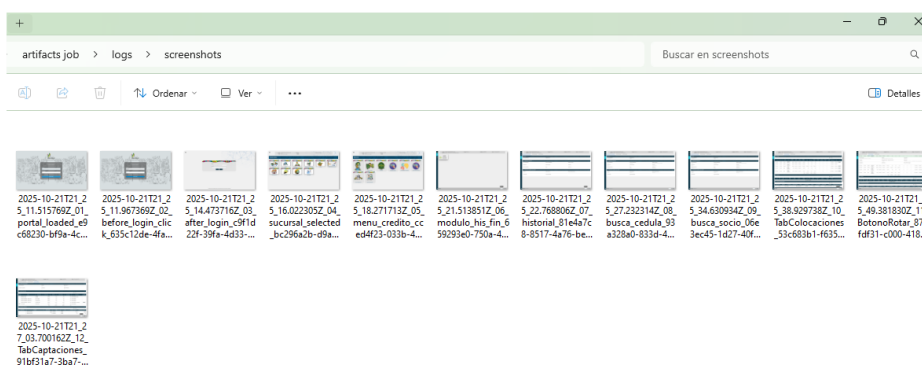 artifacts job > logs > screenshots
Buscar en screenshots
Ordenar
Ver
Detalles
2025-10-21T21_2
5_11.515769Z_01_
portal_loaded_e9
c68230-bf9a-4c...
2025-10-21T21_2
5_11.967369Z_02_
before_login_clic
k_635c12de-4fa...
2025-10-21T21_2
5_14.473716Z_03_
after_login_c9f1d
22f-39fa-4d33-...
2025-10-21T21_2
5_16.022305Z_04_
sucursal_selected
_bc296a2b-d9a...
2025-10-21T21_2
5_18.271713Z_05_
menu_credito_cc
ed4f23-033b-4...
2025-10-21T21_2
5_21.513851Z_06_
modulo_his_fin_6
59293e0-750a-4...
2025-10-21T21_2
5_22.768806Z_07_
historial_81e4a7c
8-8517-4a76-be...
2025-10-21T21_2
5_27.232314Z_08_
busca_cedula_93
a328a0-833d-4...
2025-10-21T21_2
5_34.630934Z_09_
busca_socio_06e
3ec45-1d27-40f...
2025-10-21T21_2
5_38.929738Z_10_
TabColocaciones
_53c683b1-f635...
2025-10-21T21_
5_49.381830Z_1
BotonoRotar_87
fdf31-c000-418.
2025-10-21T21_2
7_03.700162Z_12_
TabCaptaciones_
91bf31a7-3ba7-...